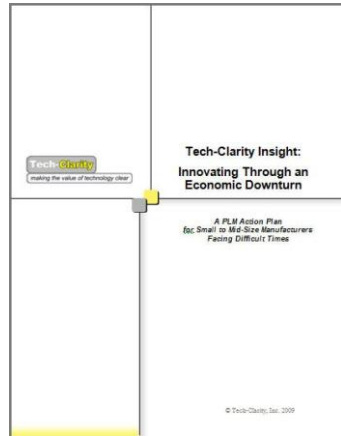 Tech-Clarity
making the value of technology clear
Tech-Clarity Insight:
Innovating Through an
Economic Downturn
A PLM Action Plan
for Small to Mid-Size Manufacturers
Facing Difficult Times
© Tech-Clarity, Inc. 2009